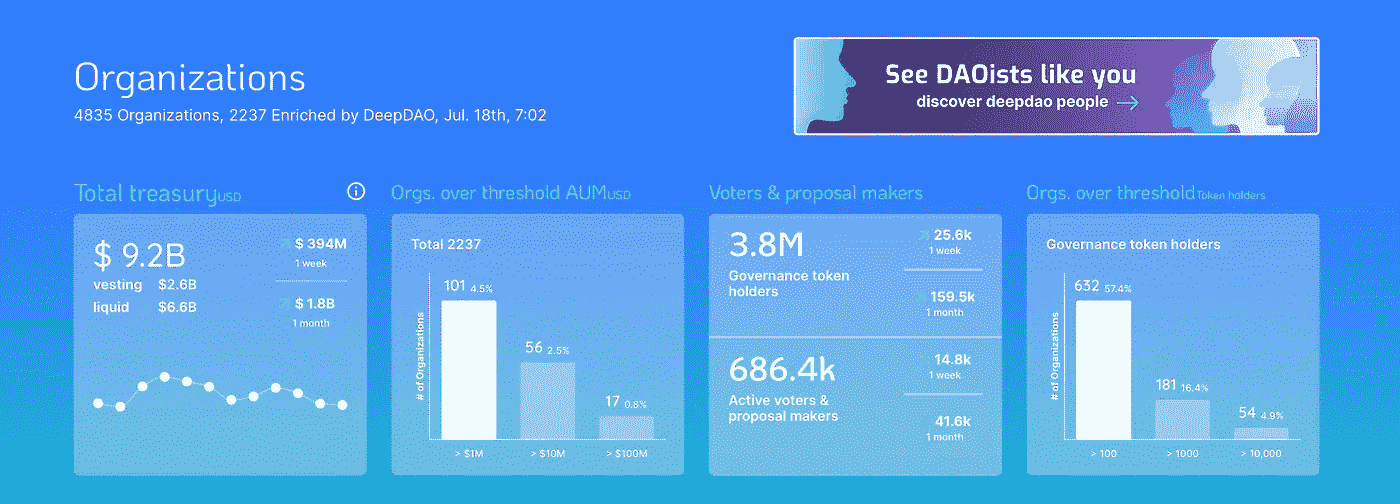 Organizations
4835 Organizations, 2237 Enriched by DeepDAO, Jul. 18th, 7:02
See DAOists like you
discover deepdao people →
Total treasury USD
$ 9.2B
vesting $2.6B
liquid $6.6B
$ 394M
1 week
$ 1.8B
1 month
Orgs. over threshold AUM USD
Total 2237
# of Organizations
101 4.5%
56 2.5%
17 0.8%
> $1M > $10M > $100M
Voters & proposal makers
3.8M
Governance token
holders
25.6k
1 week
159.5k
1 month
686.4k
Active voters &
proposal makers
14.8k
1 week
41.6k
1 month
Orgs. over threshold Token holders
Governance token holders
# of Organizations
632 57.4%
181 16.4%
54 4.9%
> 100 > 1000 > 10,000